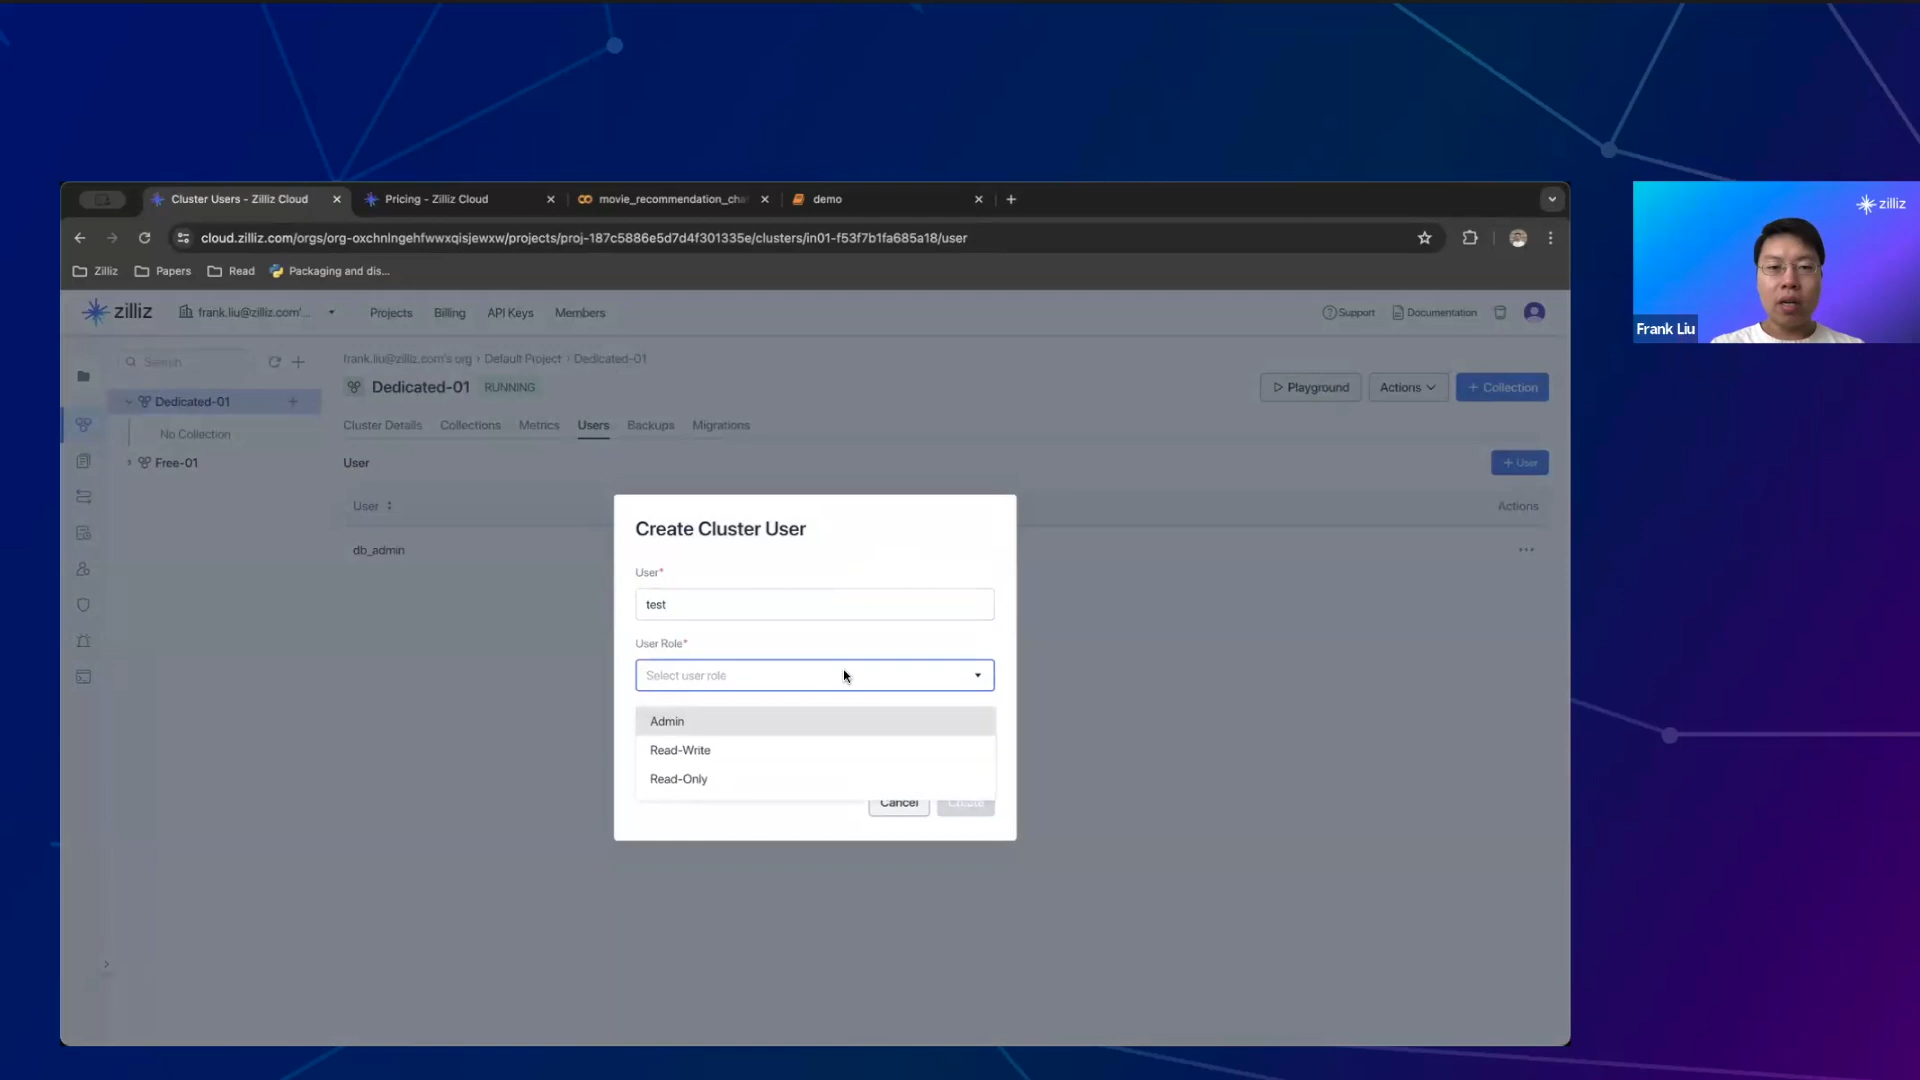 Cluster Users - Zilliz Cloud
Pricing - Zilliz Cloud
movie_recommendation_cha
demo
cloud.zilliz.com/orgs/org-oxchnlngehfwwxqisjewxw/projects/proj-187c5886e5d7d4f301335e/clusters/in01-f53f7b1fa685a18/user
Zilliz
Papers
Read
Packaging and dis...
zilliz
frank.liu@zilliz.com'...
Projects
Billing
API Keys
Members
Support
Documentation
Search
frank.liu@zilliz.com's org › Default Project › Dedicated-01
Dedicated-01
RUNNING
Playground
Actions
+ Collection
Dedicated-01
No Collection
Free-01
Cluster Details
Collections
Metrics
Users
Backups
Migrations
User
+ User
User
Actions
db_admin
Create Cluster User
User*
test
User Role*
Select user role
Admin
Read-Write
Read-Only
Cancel
Create
zilliz
Frank Liu